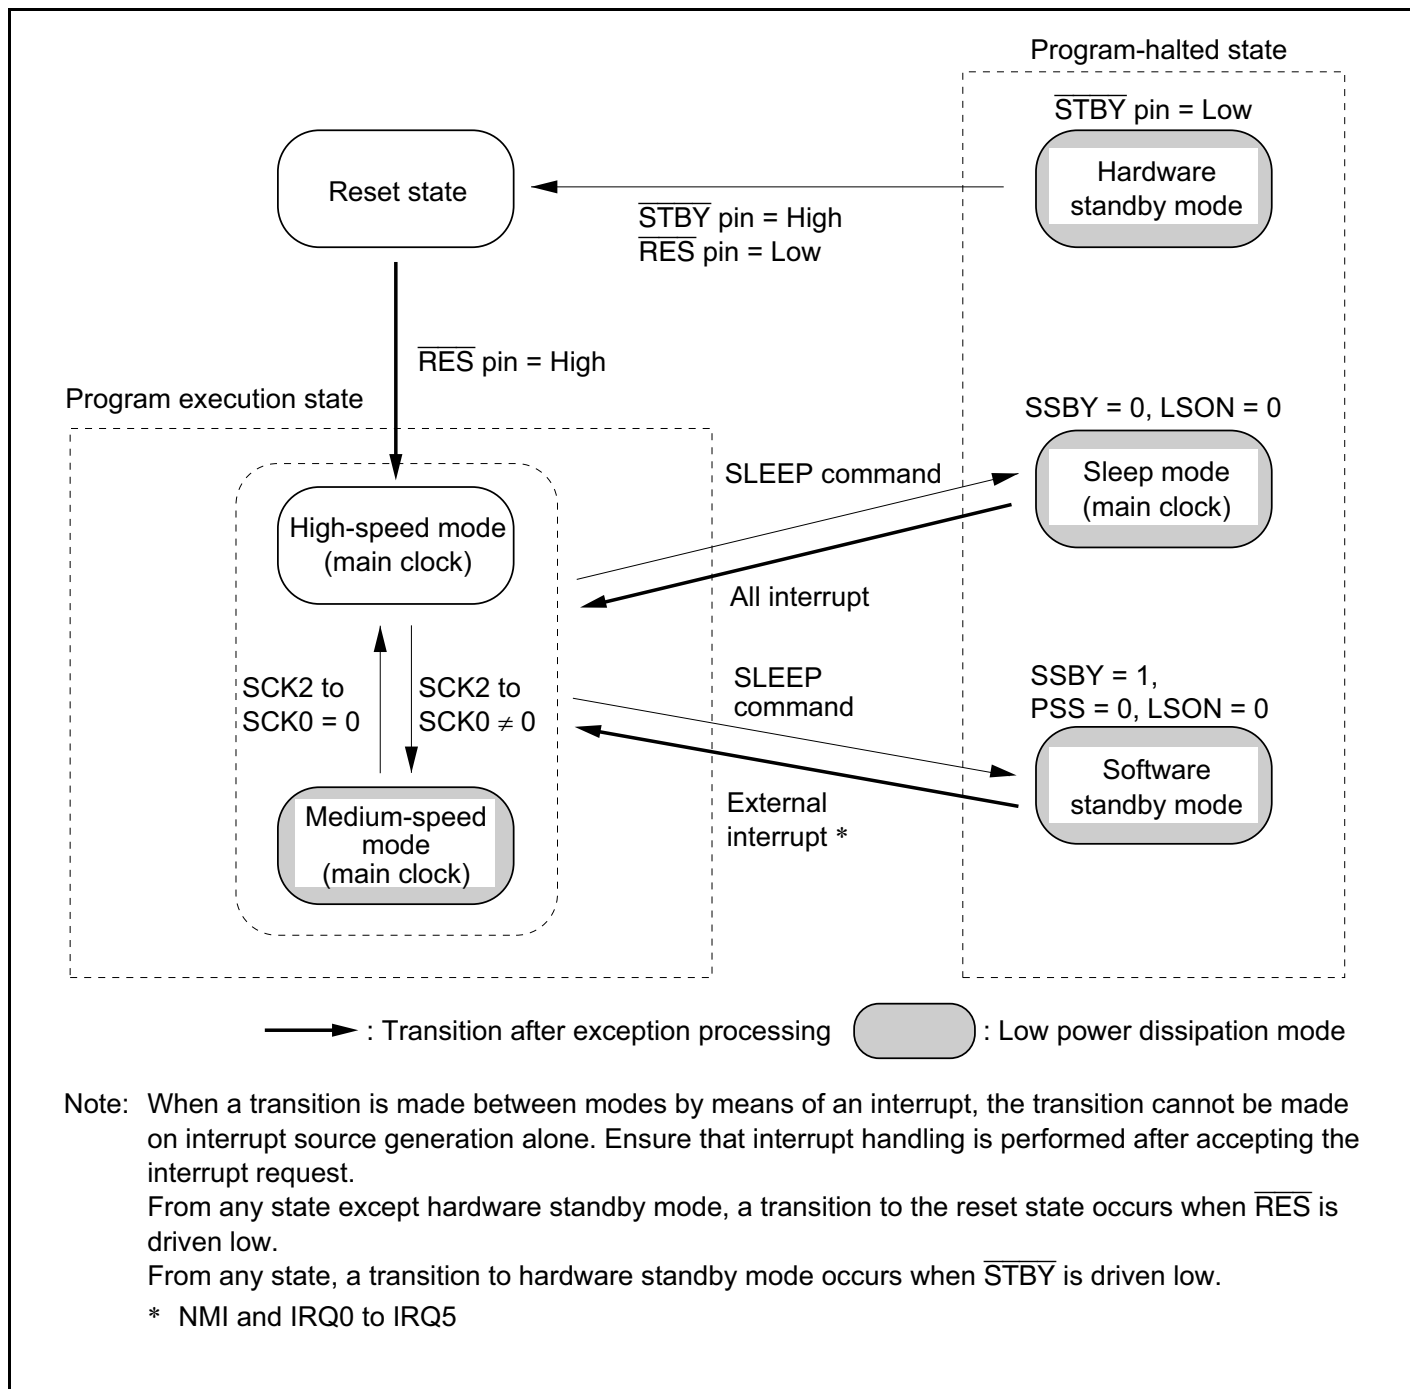 Program-halted state
STBY pin = Low
Reset state
Hardware
standby mode
STBY pin = High
RES pin = Low
RES pin = High
Program execution state
SSBY = 0, LSON = 0
SLEEP command
Sleep mode
(main clock)
High-speed mode
(main clock)
All interrupt
SCK2 to
SCK0 = 0
SCK2 to
SCK0 ≠ 0
SLEEP
command
SSBY = 1,
PSS = 0, LSON = 0
Software
standby mode
External
interrupt *
Medium-speed
mode
(main clock)
: Transition after exception processing
: Low power dissipation mode
Note: When a transition is made between modes by means of an interrupt, the transition cannot be made
on interrupt source generation alone. Ensure that interrupt handling is performed after accepting the
interrupt request.
From any state except hardware standby mode, a transition to the reset state occurs when RES is
driven low.
From any state, a transition to hardware standby mode occurs when STBY is driven low.
* NMI and IRQ0 to IRQ5